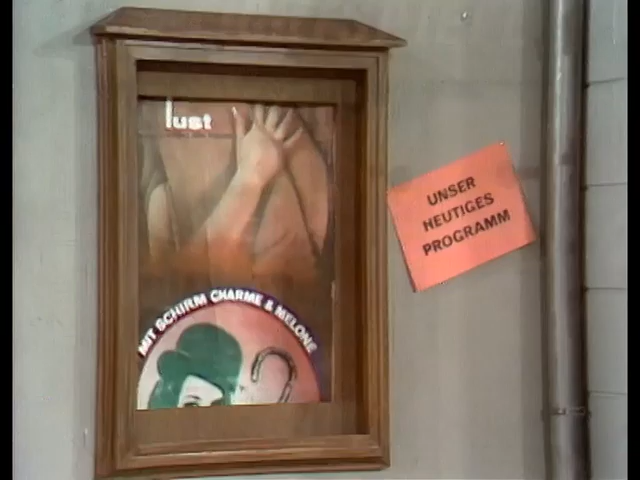 lust
MIT SCHIRM CHARME & MELONE
UNSER
HEUTIGES
PROGRAMM